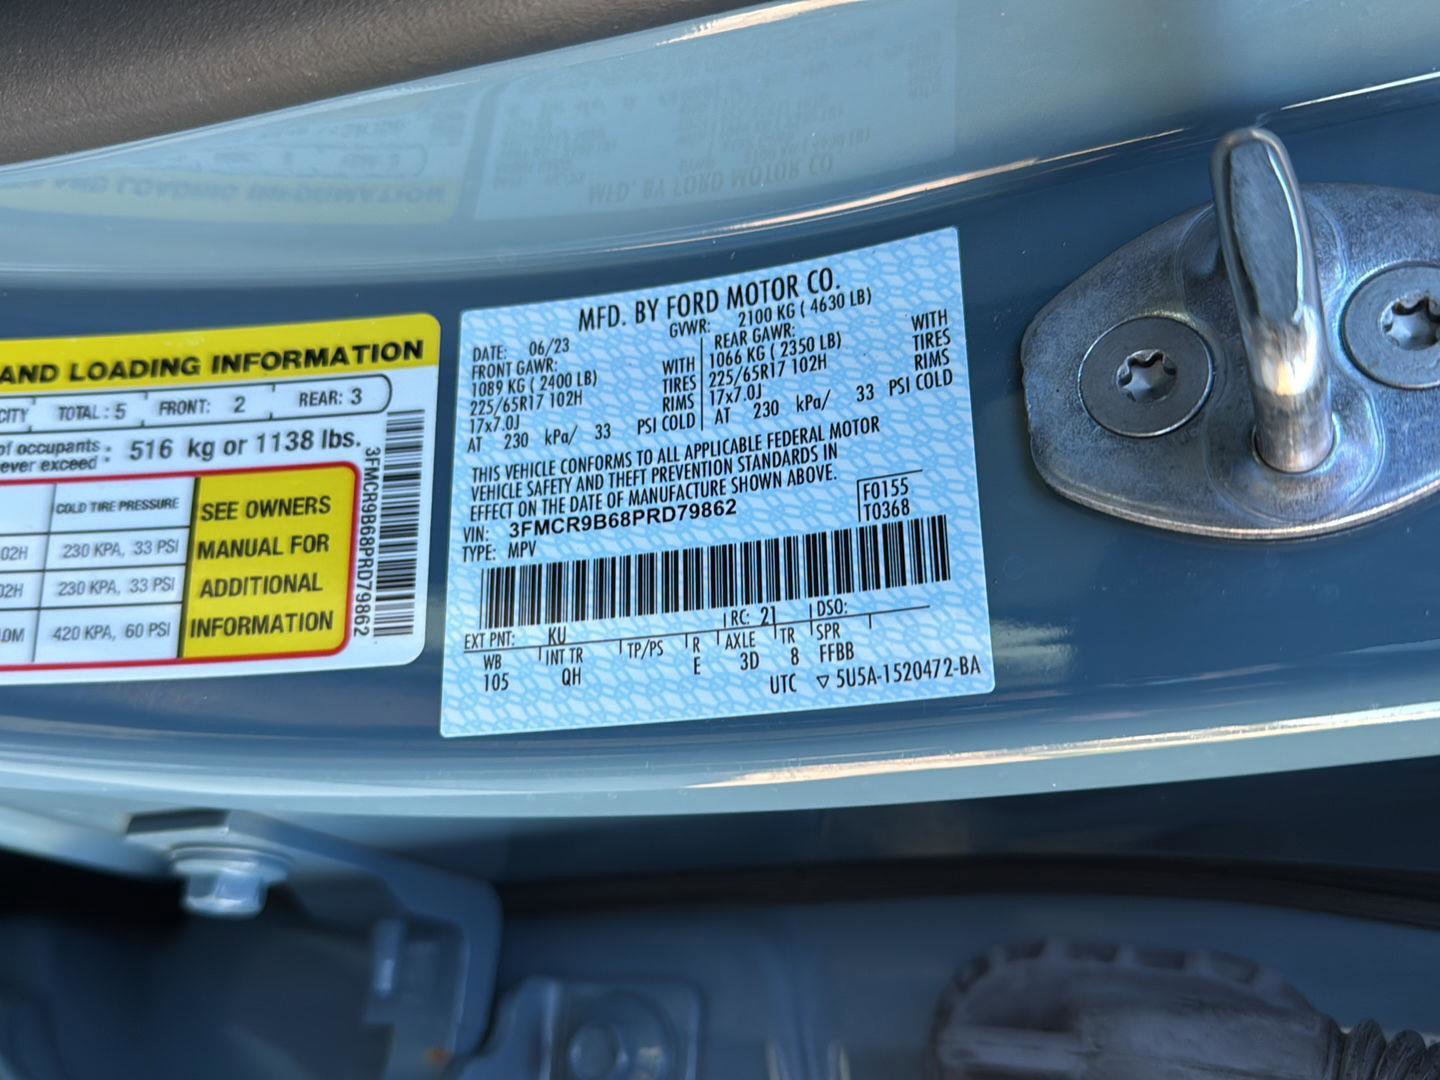 AND LOADING INFORMATION
CITY TOTAL : 5 FRONT: 2 REAR: 3
of occupants : 516 kg or 1138 lbs.
ever exceed
COLD TIRE PRESSURE
02H 230 KPA, 33 PSI
02H 230 KPA, 33 PSI
0DM 420 KPA, 60 PSI
SEE OWNERS
MANUAL FOR
ADDITIONAL
INFORMATION
3FMCR9B68PRD79862
MFD. BY FORD MOTOR CO.
DATE: 06/23 GVWR: 2100 KG ( 4630 LB)
FRONT GAWR: WITH
1089 KG ( 2400 LB) TIRES
225/65R17 102H RIMS
17x7.0J
AT 230 kPa/ 33 PSI COLD
REAR GAWR: WITH
1066 KG ( 2350 LB) TIRES
225/65R17 102H RIMS
17x7.0J
AT 230 kPa/ 33 PSI COLD
THIS VEHICLE CONFORMS TO ALL APPLICABLE FEDERAL MOTOR
VEHICLE SAFETY AND THEFT PREVENTION STANDARDS IN
EFFECT ON THE DATE OF MANUFACTURE SHOWN ABOVE.
VIN: 3FMCR9B68PRD79862
TYPE: MPV
F0155
T0368
EXT PNT: KU RC: 21 DSO:
WB INT TR TP/PS R AXLE TR SPR
105 QH E 3D 8 FFBB
UTC ▽ 5U5A-1520472-BA